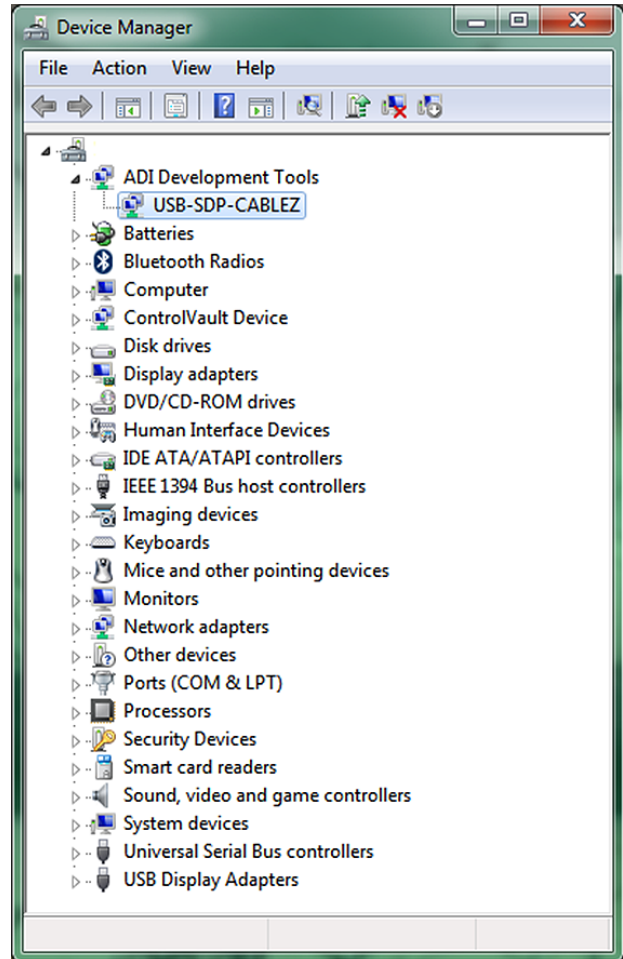 Device Manager
File Action View Help
ADI Development Tools
USB-SDP-CABLEZ
Batteries
Bluetooth Radios
Computer
ControlVault Device
Disk drives
Display adapters
DVD/CD-ROM drives
Human Interface Devices
IDE ATA/ATAPI controllers
IEEE 1394 Bus host controllers
Imaging devices
Keyboards
Mice and other pointing devices
Monitors
Network adapters
Other devices
Ports (COM & LPT)
Processors
Security Devices
Smart card readers
Sound, video and game controllers
System devices
Universal Serial Bus controllers
USB Display Adapters